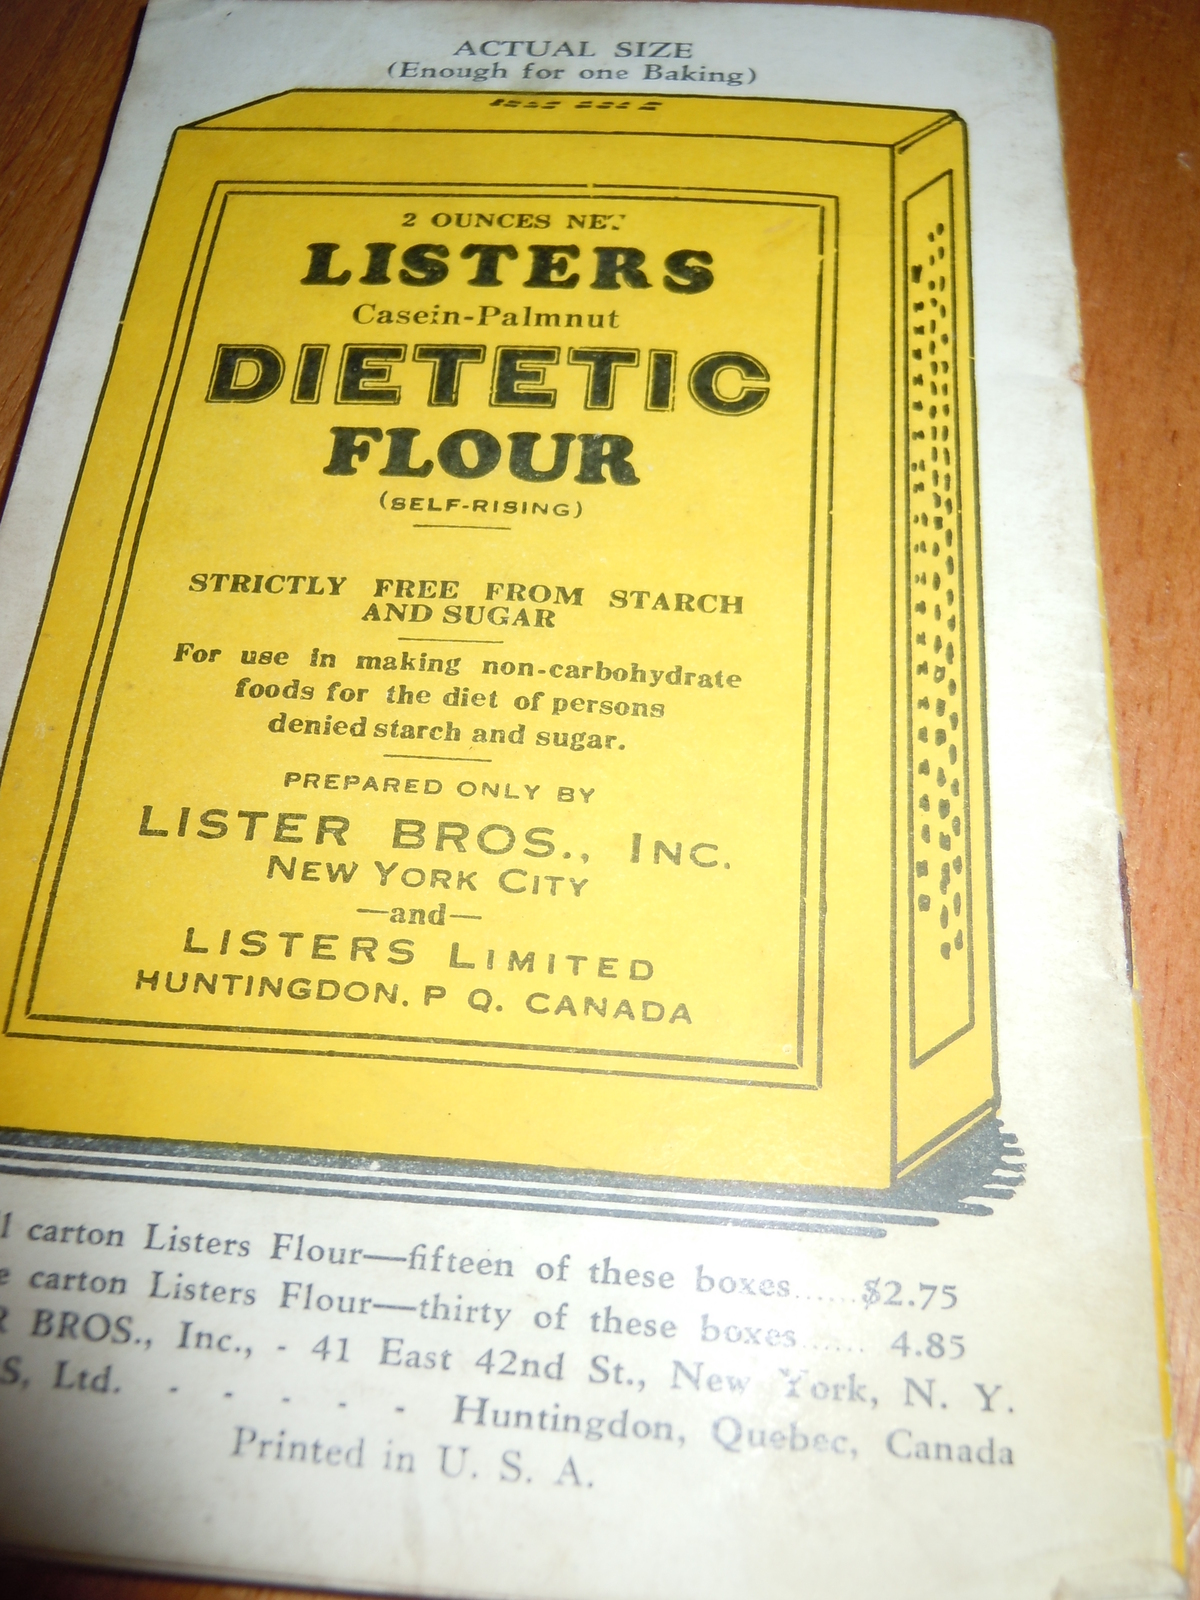 ACTUAL SIZE
(Enough for one Baking)
2 OUNCES NET
LISTERS
Casein-Palmnut
DIETETIC
FLOUR
(SELF-RISING)
STRICTLY FREE FROM STARCH
AND SUGAR
For use in making non-carbohydrate
foods for the diet of persons
denied starch and sugar.
PREPARED ONLY BY
LISTER BROS., INC.
NEW YORK CITY
—and—
LISTERS LIMITED
HUNTINGDON. P Q. CANADA
carton Listers Flour—fifteen of these boxes......$2.75
carton Listers Flour—thirty of these boxes...... 4.85
BROS., Inc., - 41 East 42nd St., New York, N. Y.
Ltd. - - - - - Huntingdon, Quebec, Canada
Printed in U. S. A.